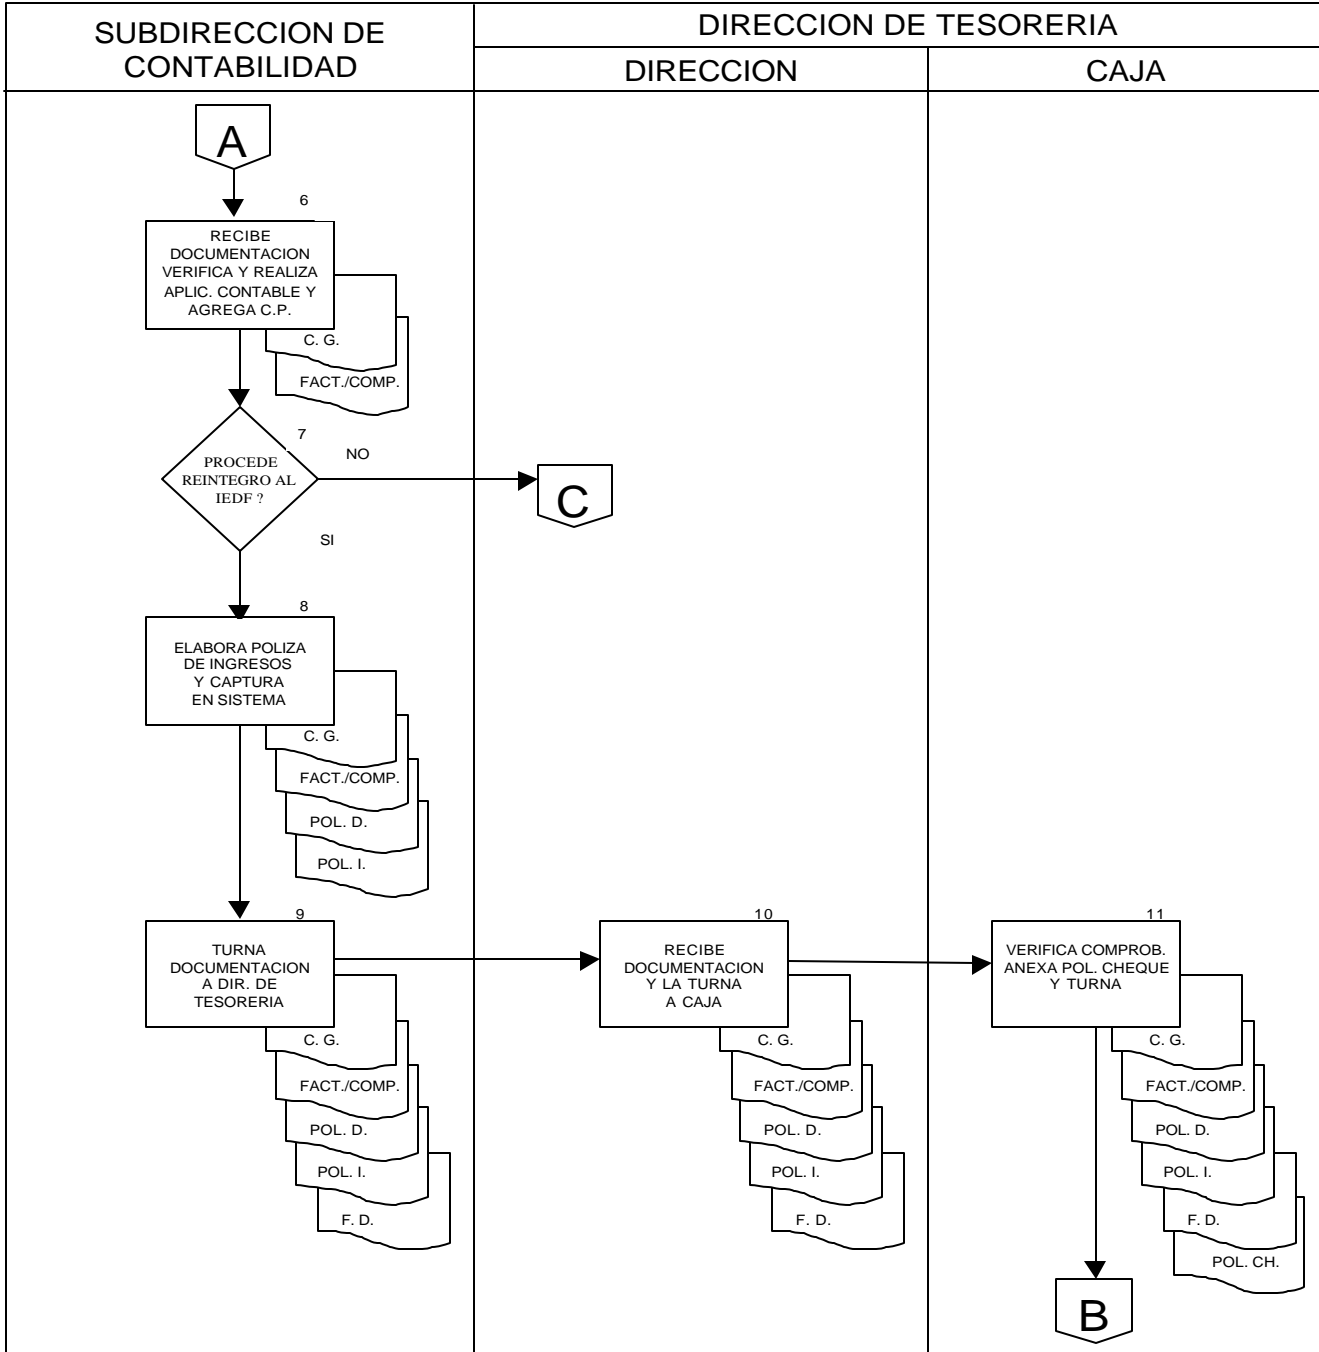 SUBDIRECCION DE
CONTABILIDAD
DIRECCION DE TESORERIA
DIRECCION
CAJA
A
6
RECIBE
DOCUMENTACION
VERIFICA Y REALIZA
APLIC. CONTABLE Y
AGREGA C.P.
C. G.
FACT./COMP.
7
PROCEDE
REINTEGRO AL
IEDF ?
NO
C
SI
8
ELABORA POLIZA
DE INGRESOS
Y CAPTURA
EN SISTEMA
C. G.
FACT./COMP.
POL. D.
POL. I.
9
TURNA
DOCUMENTACION
A DIR. DE
TESORERIA
C. G.
FACT./COMP.
POL. D.
POL. I.
F. D.
10
RECIBE
DOCUMENTACION
Y LA TURNA
A CAJA
C. G.
FACT./COMP.
POL. D.
POL. I.
F. D.
11
VERIFICA COMPROB.
ANEXA POL. CHEQUE
Y TURNA
C. G.
FACT./COMP.
POL. D.
POL. I.
F. D.
POL. CH.
B